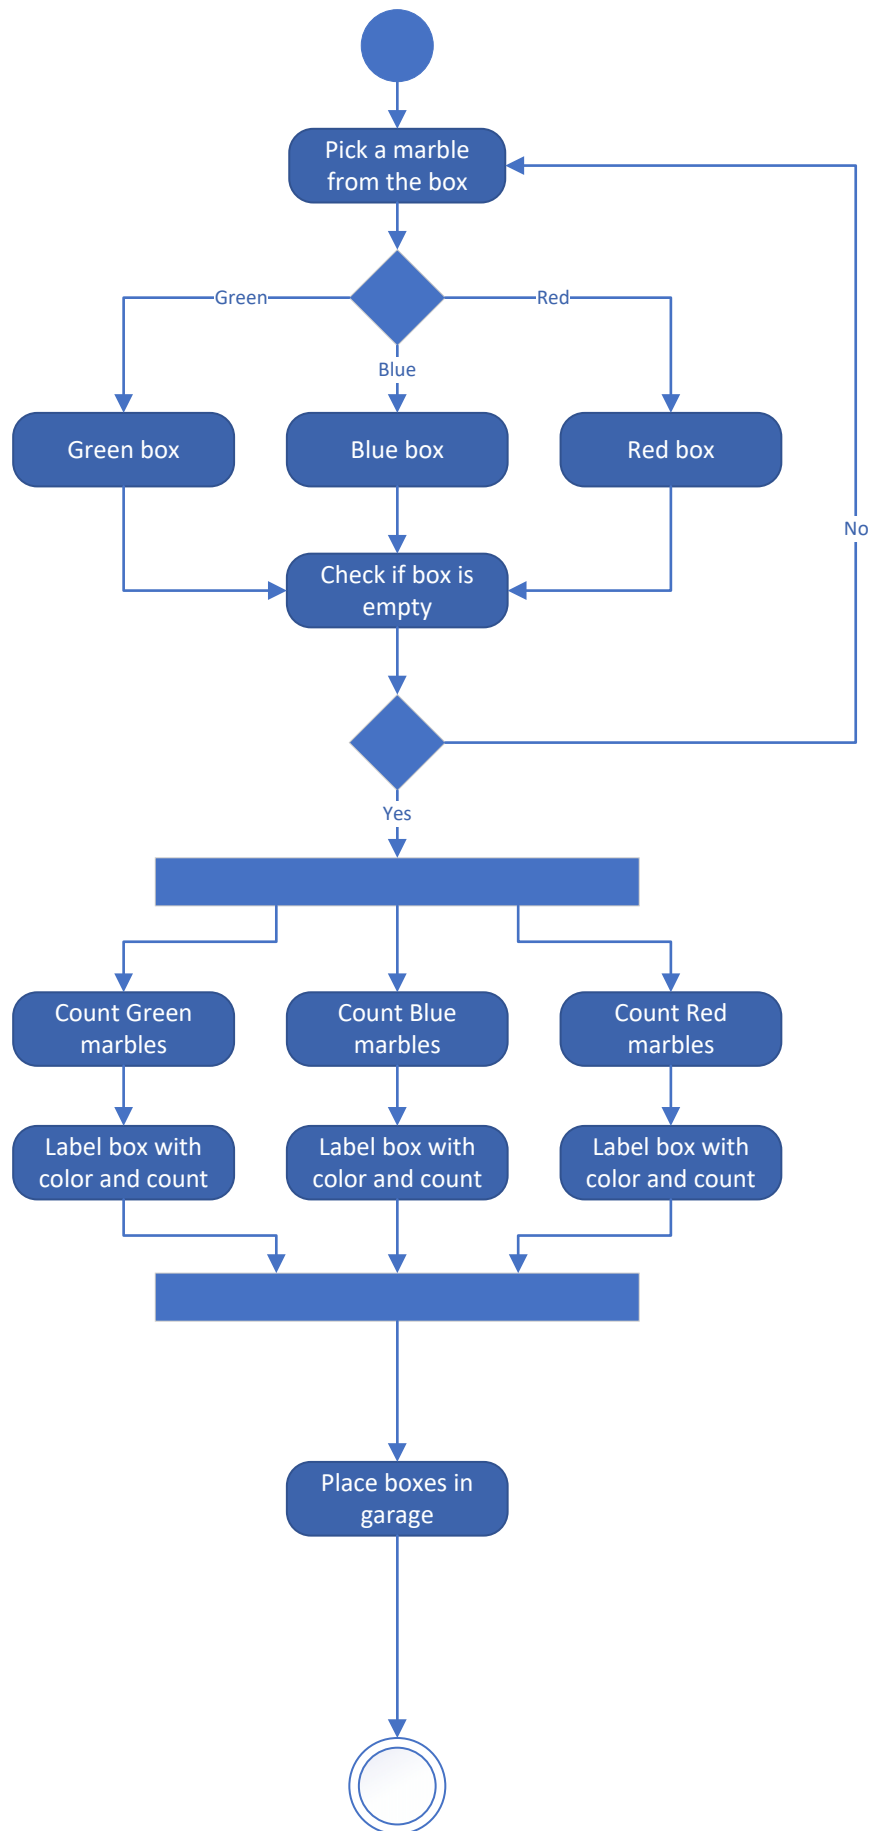 Pick a marble
from the box
Green
Red
Blue
Green box
Blue box
Red box
No
Check if box is
empty
Yes
Count Green
marbles
Count Blue
marbles
Count Red
marbles
Label box with
color and count
Label box with
color and count
Label box with
color and count
Place boxes in
garage